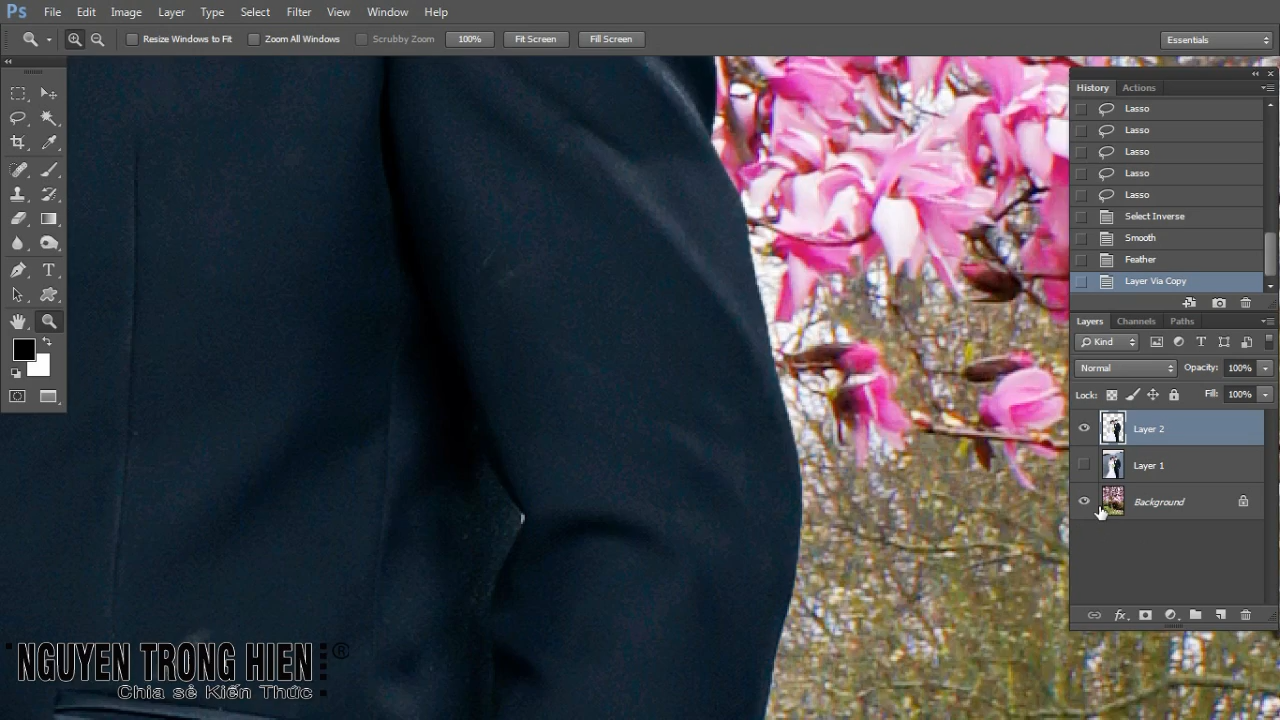 Ps File Edit Image Layer Type Select Filter View Window Help
Resize Windows to Fit Zoom All Windows Scrubby Zoom 100% Fit Screen Fill Screen Essentials
History Actions
Lasso
Lasso
Lasso
Lasso
Lasso
Select Inverse
Smooth
Feather
Layer Via Copy
Layers Channels Paths
Kind
Normal Opacity: 100%
Lock: Fill: 100%
Layer 2
Layer 1
Background
fx
NGUYEN TRONG HIEN ®
Chia sẻ Kiến Thức